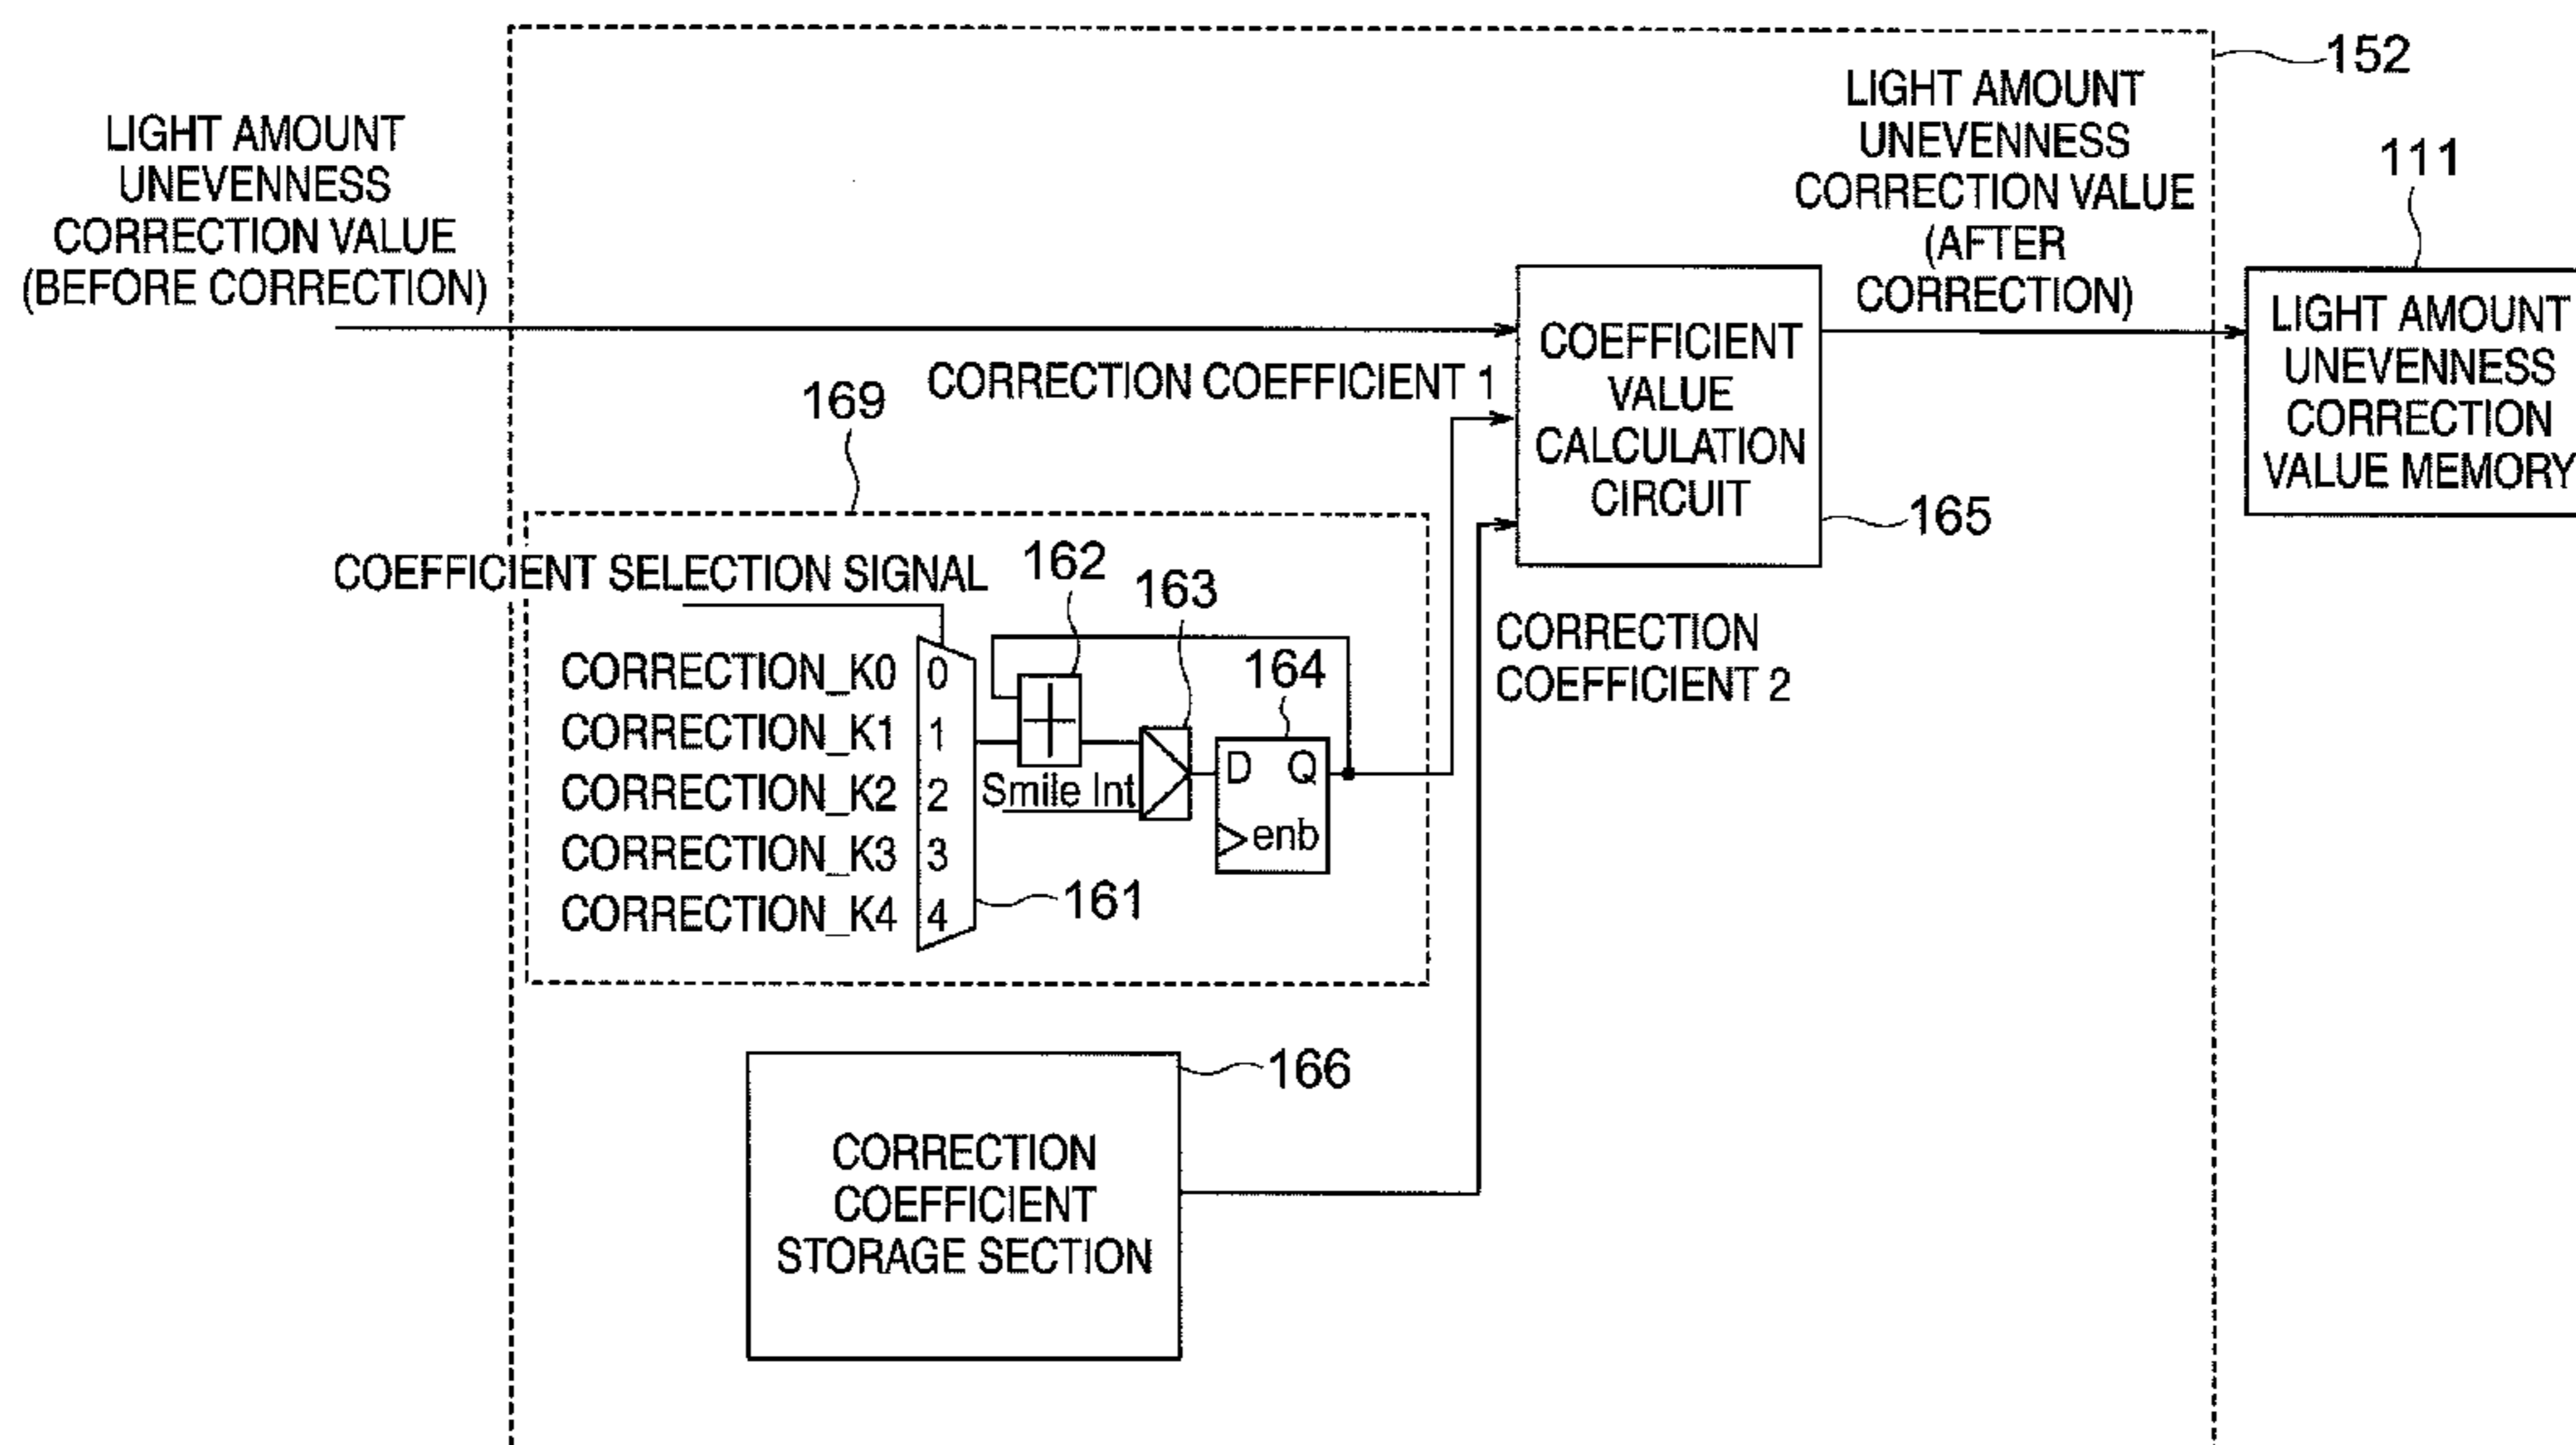 152
LIGHT AMOUNT
UNEVENNESS
CORRECTION VALUE
(BEFORE CORRECTION)
LIGHT AMOUNT
UNEVENNESS
CORRECTION VALUE
(AFTER
CORRECTION)
111
LIGHT AMOUNT
UNEVENNESS
CORRECTION
VALUE MEMORY
COEFFICIENT
VALUE
CALCULATION
CIRCUIT
165
CORRECTION COEFFICIENT 1
169
COEFFICIENT SELECTION SIGNAL
162
163
164
CORRECTION
COEFFICIENT 2
CORRECTION_K0 0
CORRECTION_K1 1
CORRECTION_K2 2
CORRECTION_K3 3
CORRECTION_K4 4
Smile Int
D Q
enb
161
166
CORRECTION
COEFFICIENT
STORAGE SECTION